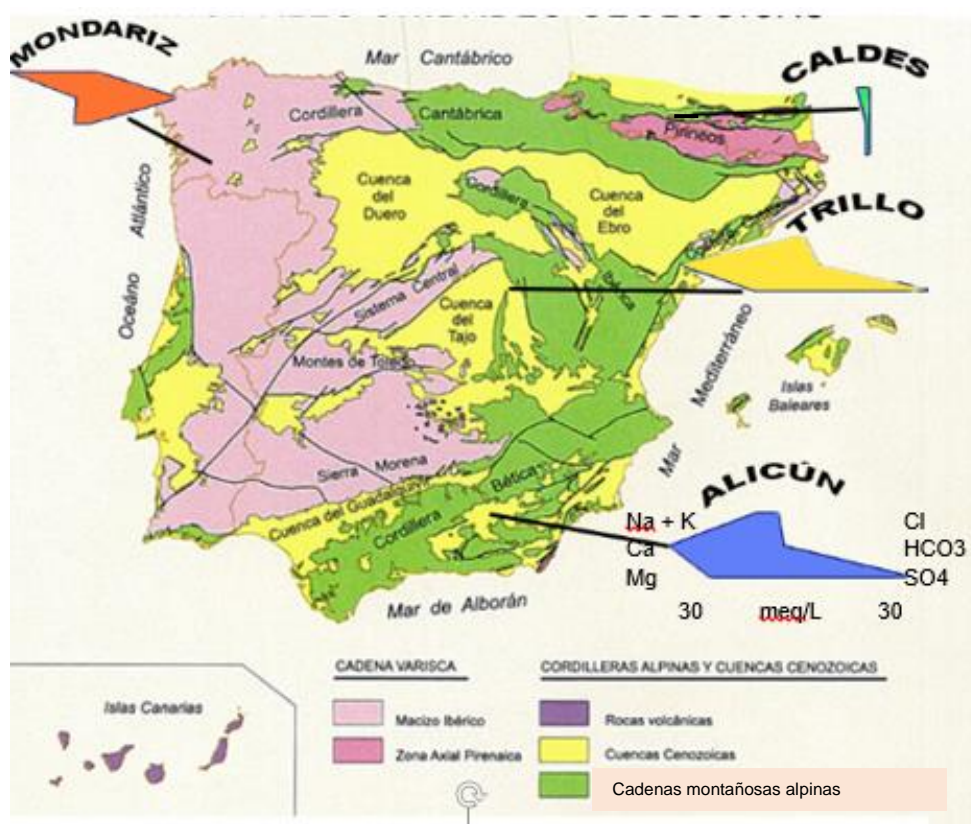 MONDARIZ
Mar Cantábrico
CALDES
Cordillera Cantábrica
Pirineos
Océano Atlántico
Cuenca del Duero
Cordillera Ibérica
Cuenca del Ebro
TRILLO
Sistema Central
Cuenca del Tajo
Mar Mediterráneo
Montes de Toledo
Islas Baleares
Sierra Morena
Cuenca del Guadalquivir
Cordillera Bética
ALICÚN
Na + K Cl
Ca HCO3
Mg SO4
30 meq/L 30
Mar de Alborán
CADENA VARISCA
Macizo Ibérico
Zona Axial Pirenaica
CORDILLERAS ALPINAS Y CUENCAS CENOZOICAS
Rocas volcánicas
Cuencas Cenozoicas
Cadenas montañosas alpinas
Islas Canarias